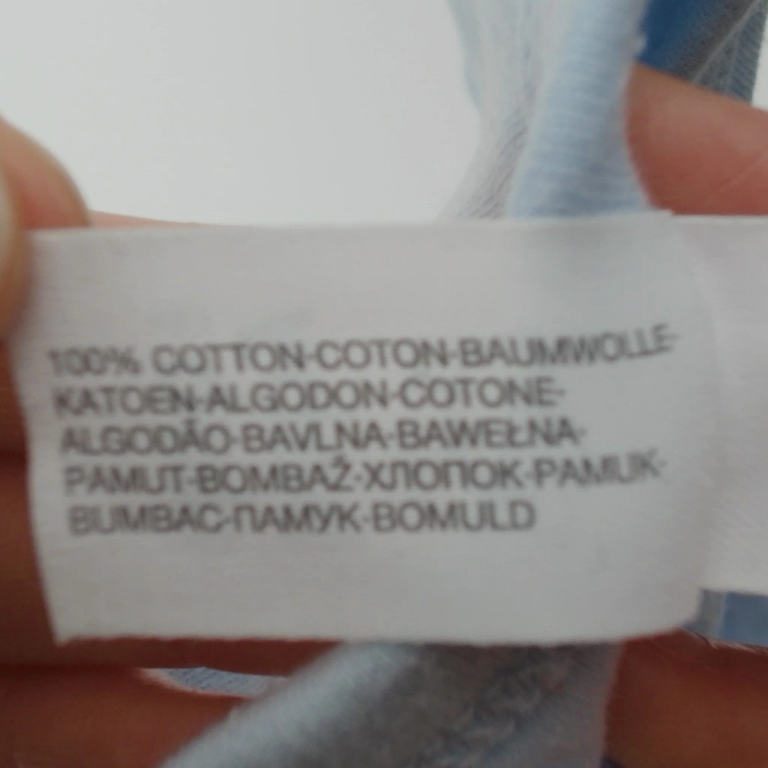 100% COTTON-COTON-BAUMWOLLE-
KATOEN-ALGODON-COTONE-
ALGODÃO-BAVLNA-BAWEŁNA-
PAMUT-BOMBAŽ-ХЛОПОК-PAMUK-
BUMBAC-ПАМУК-BOMULD